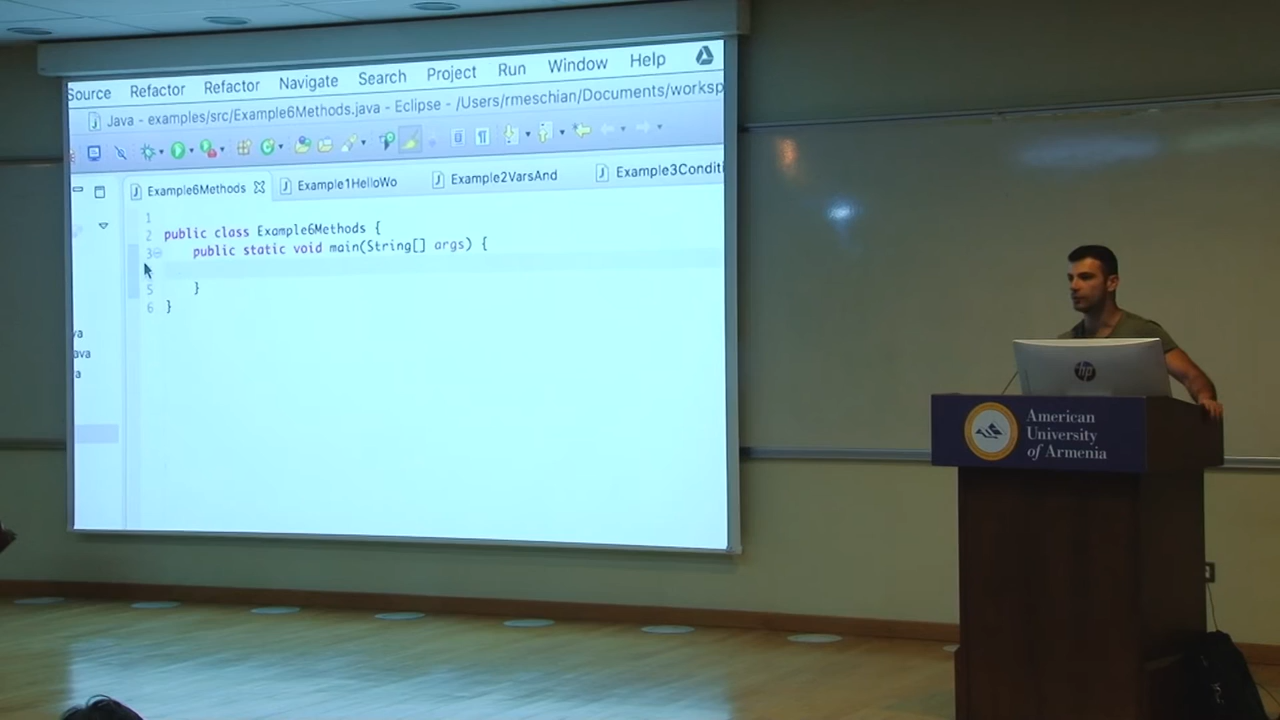 Source Refactor Refactor Navigate Search Project Run Window Help
Java - examples/src/Example6Methods.java - Eclipse - /Users/rmeschian/Documents/worksp
Example6Methods Example1HelloWo Example2VarsAnd Example3Conditi
1
2 public class Example6Methods {
3 public static void main(String[] args) {
5 }
6 }
va
ava
a
hp
American
University
of Armenia